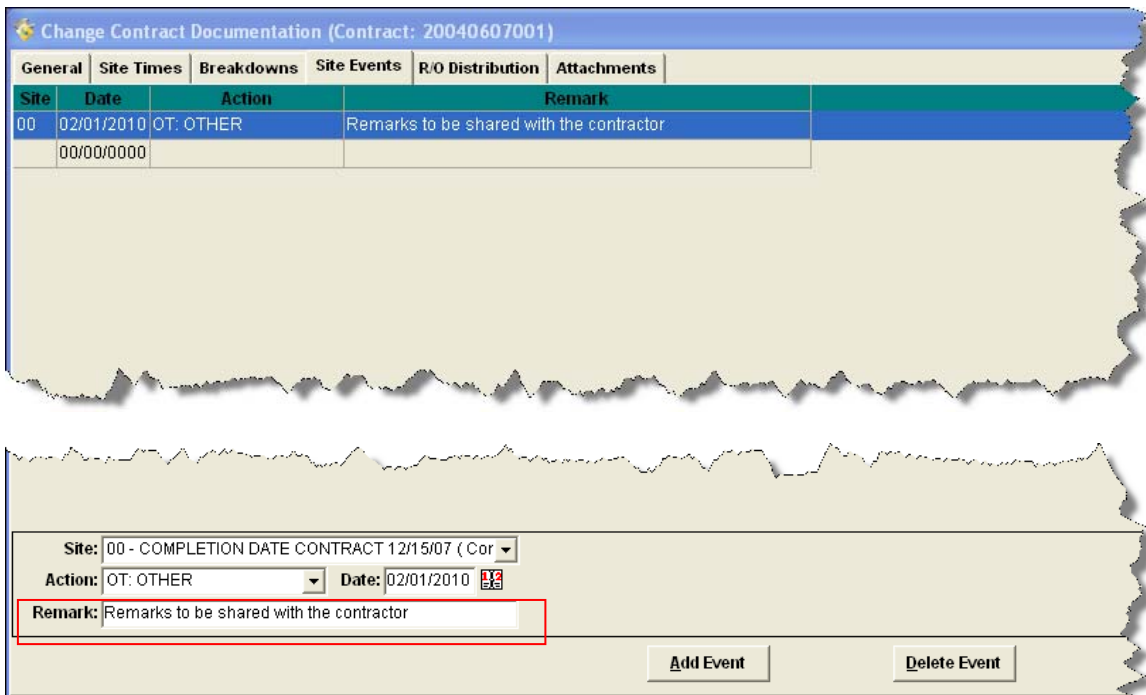 Change Contract Documentation (Contract: 20040607001)
General Site Times Breakdowns Site Events R/O Distribution Attachments
Site Date Action Remark
00 02/01/2010 OT: OTHER Remarks to be shared with the contractor
00/00/0000
Site: 00 - COMPLETION DATE CONTRACT 12/15/07 ( Cor
Action: OT: OTHER Date: 02/01/2010
Remark: Remarks to be shared with the contractor
Add Event Delete Event